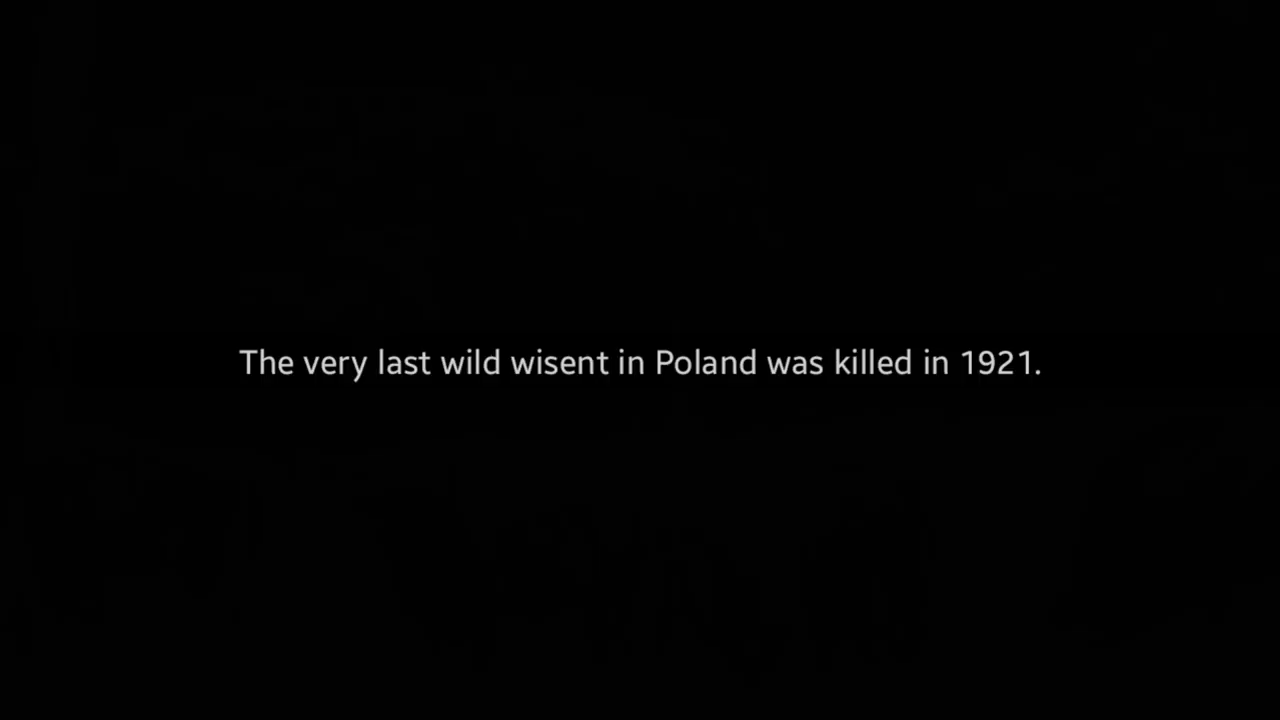 The very last wild wisent in Poland was killed in 1921.